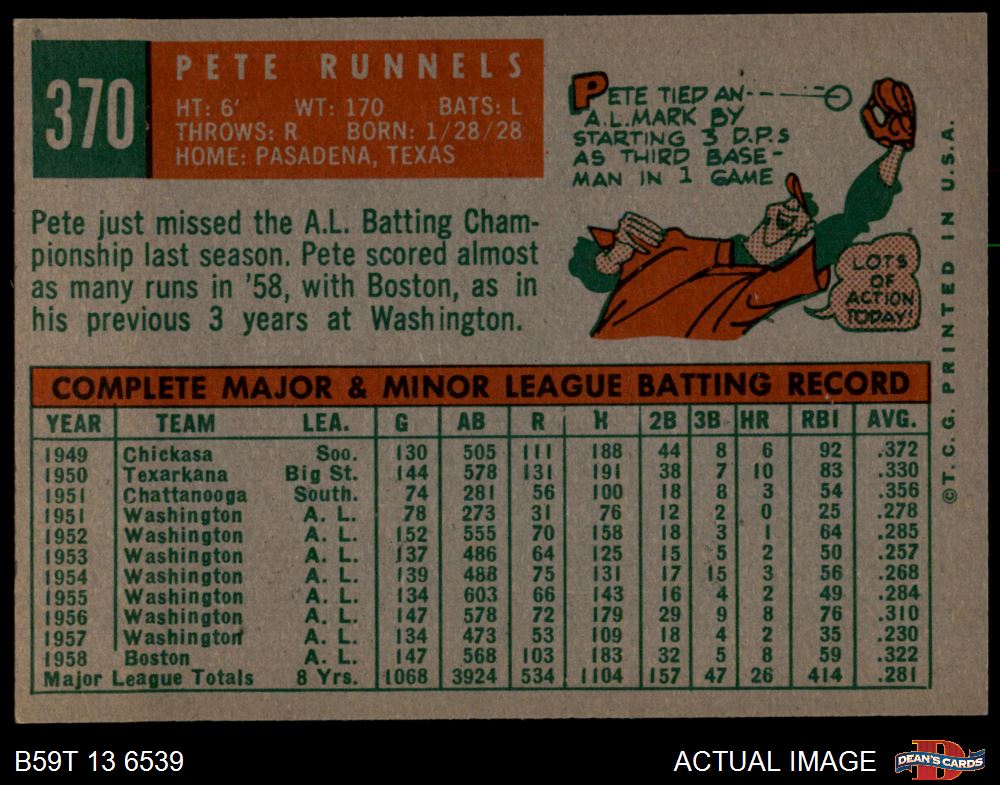 370
PETE RUNNELS
HT: 6' WT: 170 BATS: L
THROWS: R BORN: 1/28/28
HOME: PASADENA, TEXAS
Pete just missed the A.L. Batting Cham-
pionship last season. Pete scored almost
as many runs in '58, with Boston, as in
his previous 3 years at Washington.
PETE TIED AN
A.L. MARK BY
STARTING 3 D.P.s
AS THIRD BASE-
MAN IN 1 GAME
LOTS
OF
ACTION
TODAY!
©T.C.G. PRINTED IN U.S.A.
COMPLETE MAJOR & MINOR LEAGUE BATTING RECORD
YEAR TEAM LEA. G AB R H 2B 3B HR RBI AVG.
1949 Chickasa Soo. 130 505 111 188 44 8 6 92 .372
1950 Texarkana Big St. 144 578 131 191 38 7 10 83 .330
1951 Chattanooga South. 74 281 56 100 18 8 3 54 .356
1951 Washington A. L. 78 273 31 76 12 2 0 25 .278
1952 Washington A. L. 152 555 70 158 18 3 1 64 .285
1953 Washington A. L. 137 486 64 125 15 5 2 50 .257
1954 Washington A. L. 139 488 75 131 17 15 3 56 .268
1955 Washington A. L. 134 603 66 143 16 4 2 49 .284
1956 Washington A. L. 147 578 72 179 29 9 8 76 .310
1957 Washington A. L. 134 473 53 109 18 4 2 35 .230
1958 Boston A. L. 147 568 103 183 32 5 8 59 .322
Major League Totals 8 Yrs. 1068 3924 534 1104 157 47 26 414 .281
B59T 13 6539
ACTUAL IMAGE
D
DEAN'S CARDS